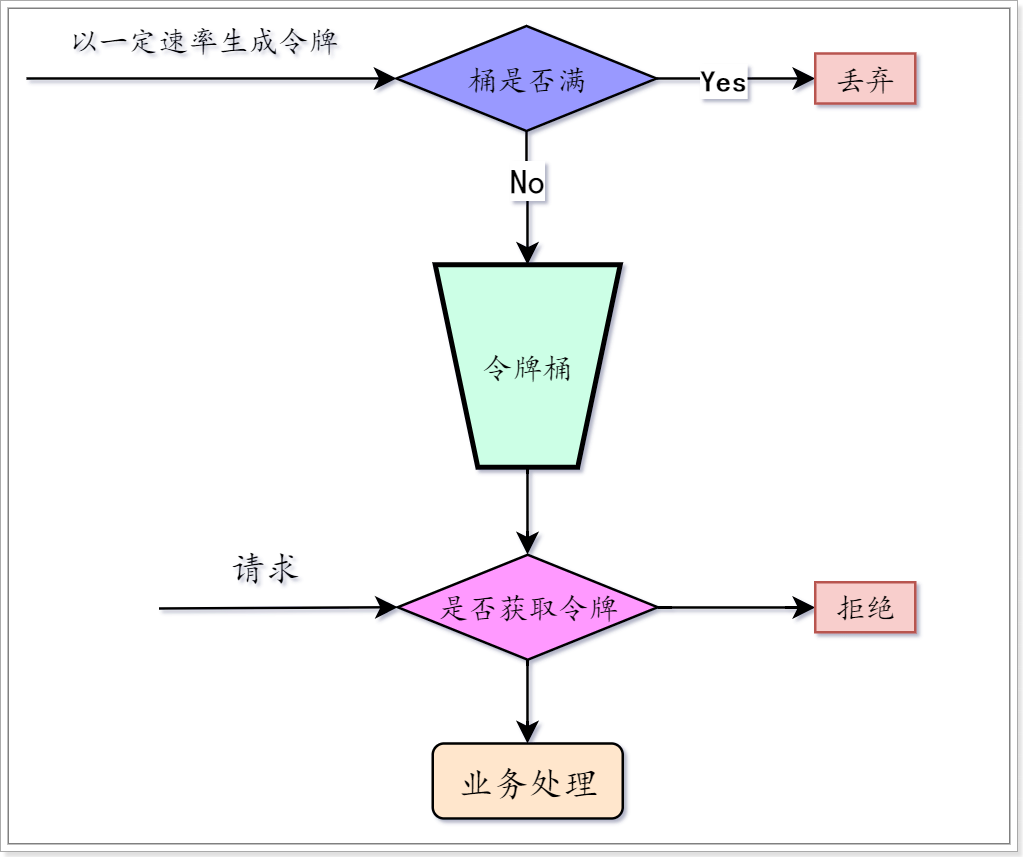 以一定速率生成令牌
桶是否满
Yes
丢弃
No
令牌桶
请求
是否获取令牌
拒绝
业务处理